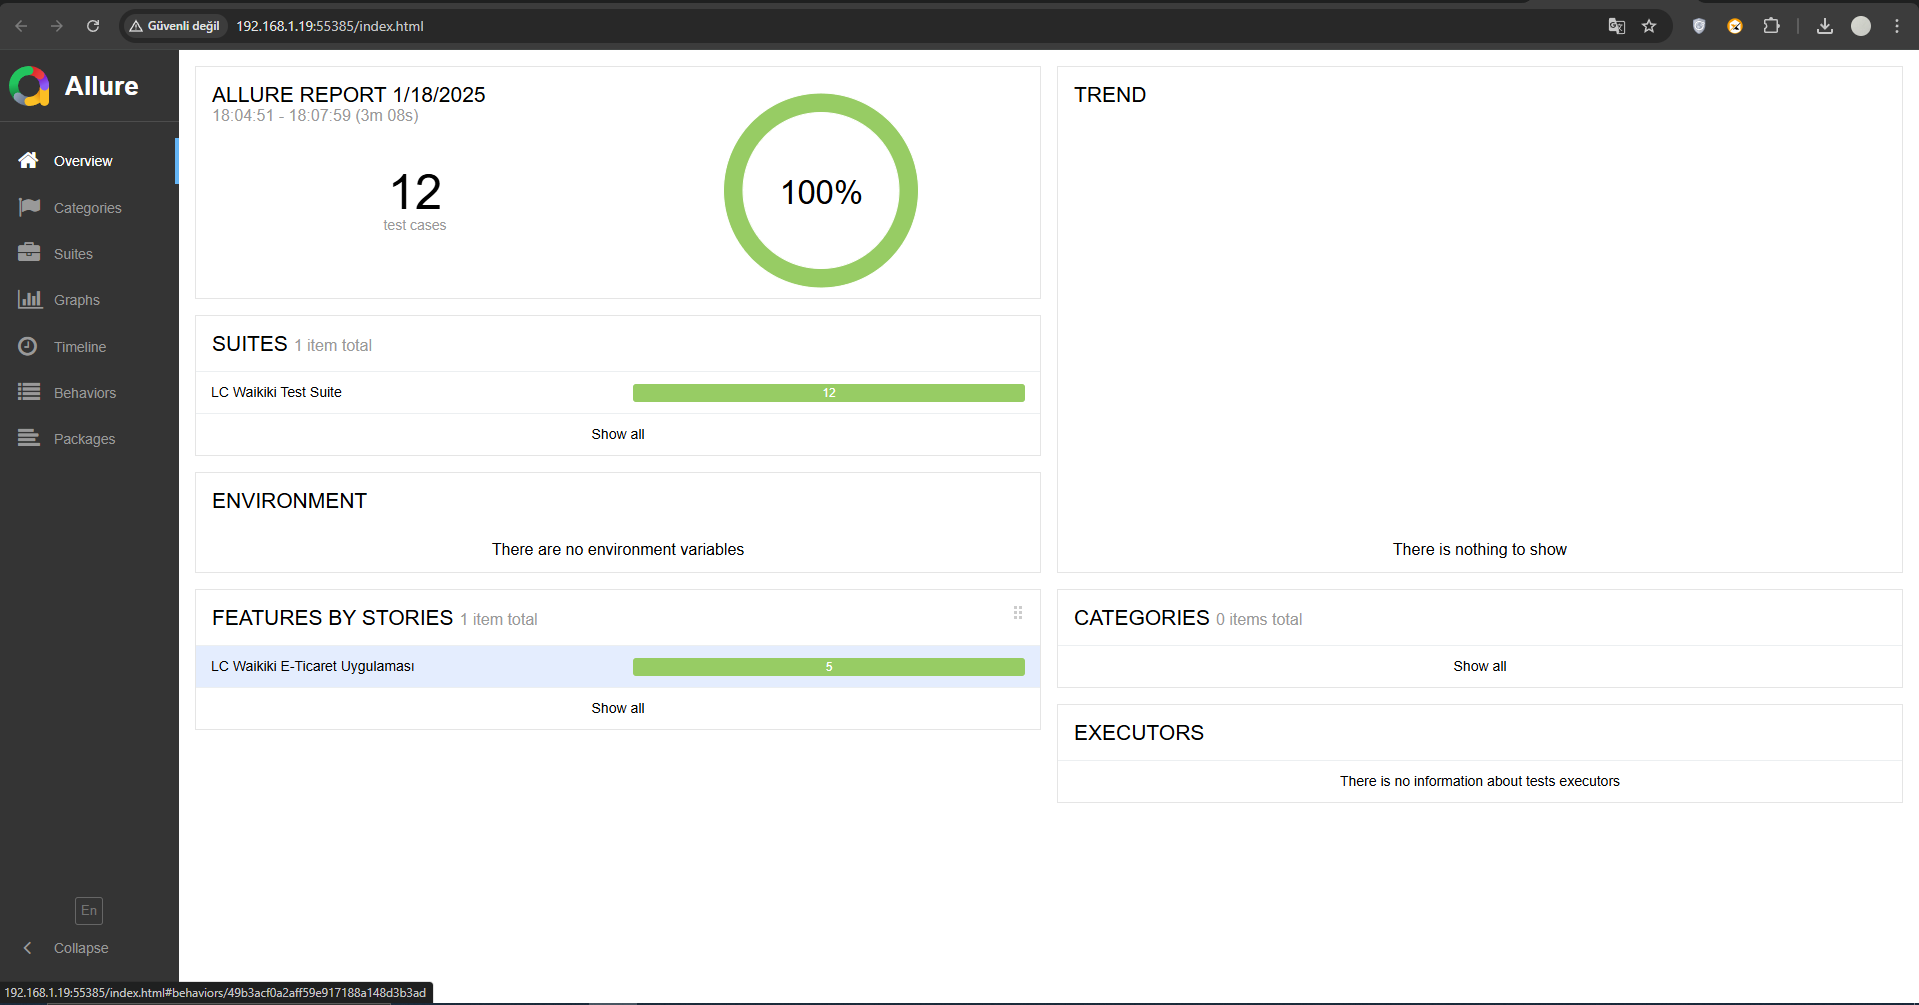 Güvenli değil
192.168.1.19:55385/index.html
Allure
Overview
Categories
Suites
Graphs
Timeline
Behaviors
Packages
En
Collapse
ALLURE REPORT 1/18/2025
18:04:51 - 18:07:59 (3m 08s)
12
test cases
100%
SUITES 1 item total
LC Waikiki Test Suite 12
Show all
ENVIRONMENT
There are no environment variables
FEATURES BY STORIES 1 item total
LC Waikiki E-Ticaret Uygulaması 5
Show all
TREND
There is nothing to show
CATEGORIES 0 items total
Show all
EXECUTORS
There is no information about tests executors
192.168.1.19:55385/index.html#behaviors/49b3acf0a2aff59e917188a148d3b3ad